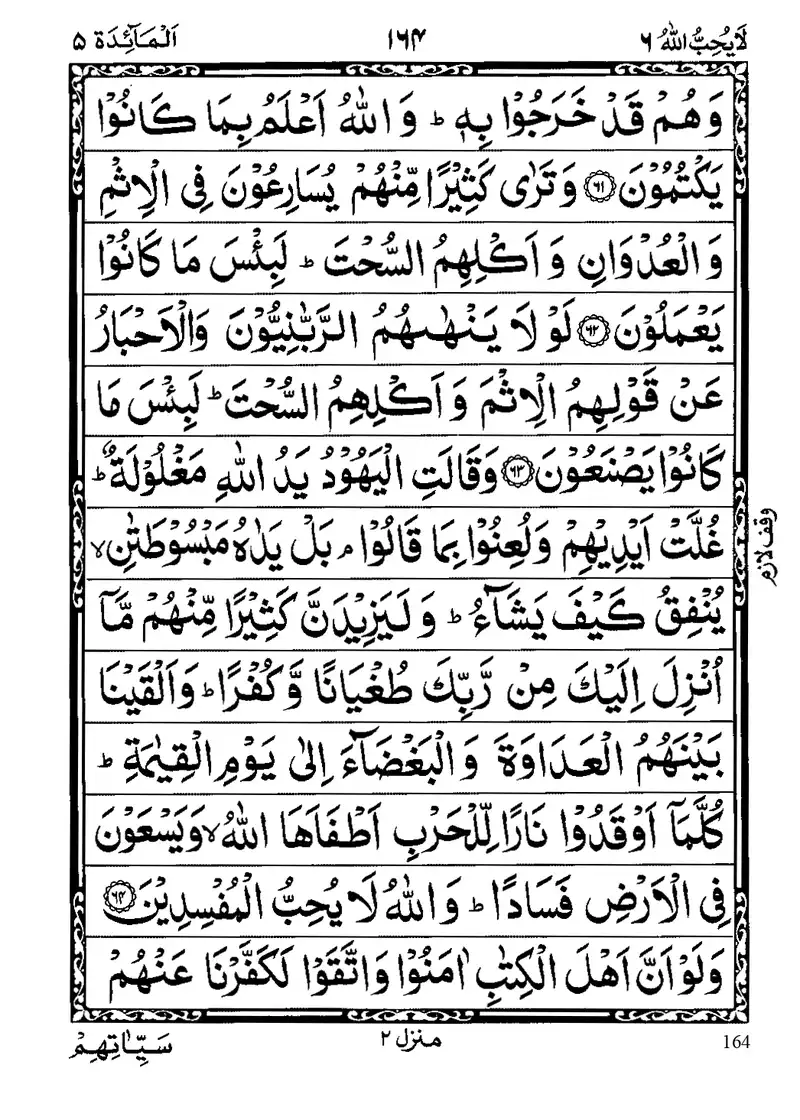 لَا يُحِبُّ اللّٰهُ ٦ ١٦٤ اَلْمَآئِدَة ٥
وَهُمْ قَدْ خَرَجُوْا بِهٖ ؕ وَ اللّٰهُ اَعْلَمُ بِمَا كَانُوْا
يَكْتُمُوْنَ ۝٦١ وَ تَرٰى كَثِيْرًا مِّنْهُمْ يُسَارِعُوْنَ فِى الْاِثْمِ
وَ الْعُدْوَانِ وَ اَكْلِهِمُ السُّحْتَ ؕ لَبِئْسَ مَا كَانُوْا
يَعْمَلُوْنَ ۝٦٢ لَوْ لَا يَنْهٰىهُمُ الرَّبّٰنِيُّوْنَ وَالْاَحْبَارُ
عَنْ قَوْلِهِمُ الْاِثْمَ وَ اَكْلِهِمُ السُّحْتَ ؕ لَبِئْسَ مَا
كَانُوْا يَصْنَعُوْنَ ۝٦٣ وَقَالَتِ الْيَهُوْدُ يَدُ اللّٰهِ مَغْلُوْلَةٌ ؕ
غُلَّتْ اَيْدِيْهِمْ وَ لُعِنُوْا بِمَا قَالُوْا ۘ بَلْ يَدٰهُ مَبْسُوْطَتٰنِ ۙ
وقف لازم
يُنْفِقُ كَيْفَ يَشَآءُ ؕ وَ لَيَزِيْدَنَّ كَثِيْرًا مِّنْهُمْ مَّاۤ
اُنْزِلَ اِلَيْكَ مِنْ رَّبِّكَ طُغْيَانًا وَّ كُفْرًا ؕ وَاَلْقَيْنَا
بَيْنَهُمُ الْعَدَاوَةَ وَ الْبَغْضَآءَ اِلٰى يَوْمِ الْقِيٰمَةِ ؕ
كُلَّمَاۤ اَوْقَدُوْا نَارًا لِّلْحَرْبِ اَطْفَاَهَا اللّٰهُ ۙ وَيَسْعَوْنَ
فِى الْاَرْضِ فَسَادًا ؕ وَ اللّٰهُ لَا يُحِبُّ الْمُفْسِدِيْنَ ۝٦٤
وَلَوْ اَنَّ اَهْلَ الْكِتٰبِ اٰمَنُوْا وَاتَّقَوْا لَكَفَّرْنَا عَنْهُمْ
سَيِّاٰتِهِمْ منزل ٢ 164